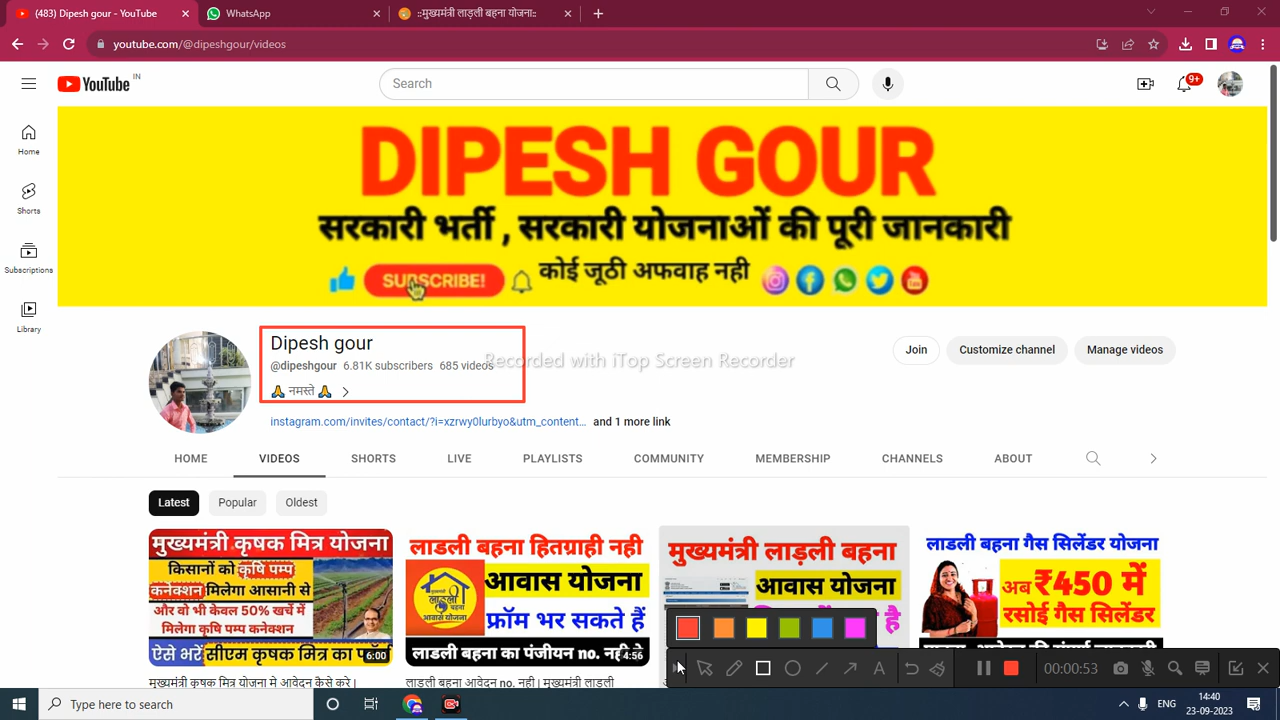 (483) Dipesh gour - YouTube
WhatsApp
::मुख्यमंत्री लाड़ली बहना योजना::
youtube.com/@dipeshgour/videos
YouTube IN
Search
9+
Home
Shorts
Subscriptions
Library
DIPESH GOUR
सरकारी भर्ती , सरकारी योजनाओं की पूरी जानकारी
SUBSCRIBE!
कोई जूठी अफवाह नही
Dipesh gour
@dipeshgour 6.81K subscribers 685 videos
Recorded with iTop Screen Recorder
🙏 नमस्ते 🙏
Join
Customize channel
Manage videos
instagram.com/invites/contact/?i=xzrwy0lurbyo&utm_content... and 1 more link
HOME VIDEOS SHORTS LIVE PLAYLISTS COMMUNITY MEMBERSHIP CHANNELS ABOUT
Latest Popular Oldest
मुख्यमंत्री कृषक मित्र योजना
किसानों को कृषि पम्प
कनेक्शन मिलेगा आसानी से
और वो भी केवल 50% खर्च में
मिलेगा कृषि पम्प कनेक्शन
ऐसे भरें सीएम कृषक मित्र का फॉर्म
6:00
मुख्यमंत्री कृषक मित्र योजना मे आवेदन कैसे करे |
लाडली बहना हितग्राही नही
आवास योजना
फ्रॉम भर सकते हैं
लाडली बहना का पंजीयन no. नही है
4:56
लाडली बहना आवेदन no. नही | मुख्यमंत्री लाडली
मुख्यमंत्री लाड़ली बहना
आवास योजना
है
लाडली बहना गैस सिलेंडर योजना
अब ₹450 में
रसोई गैस सिलेंडर
A
00:00:53
Type here to search
ENG
14:40
23-09-2023